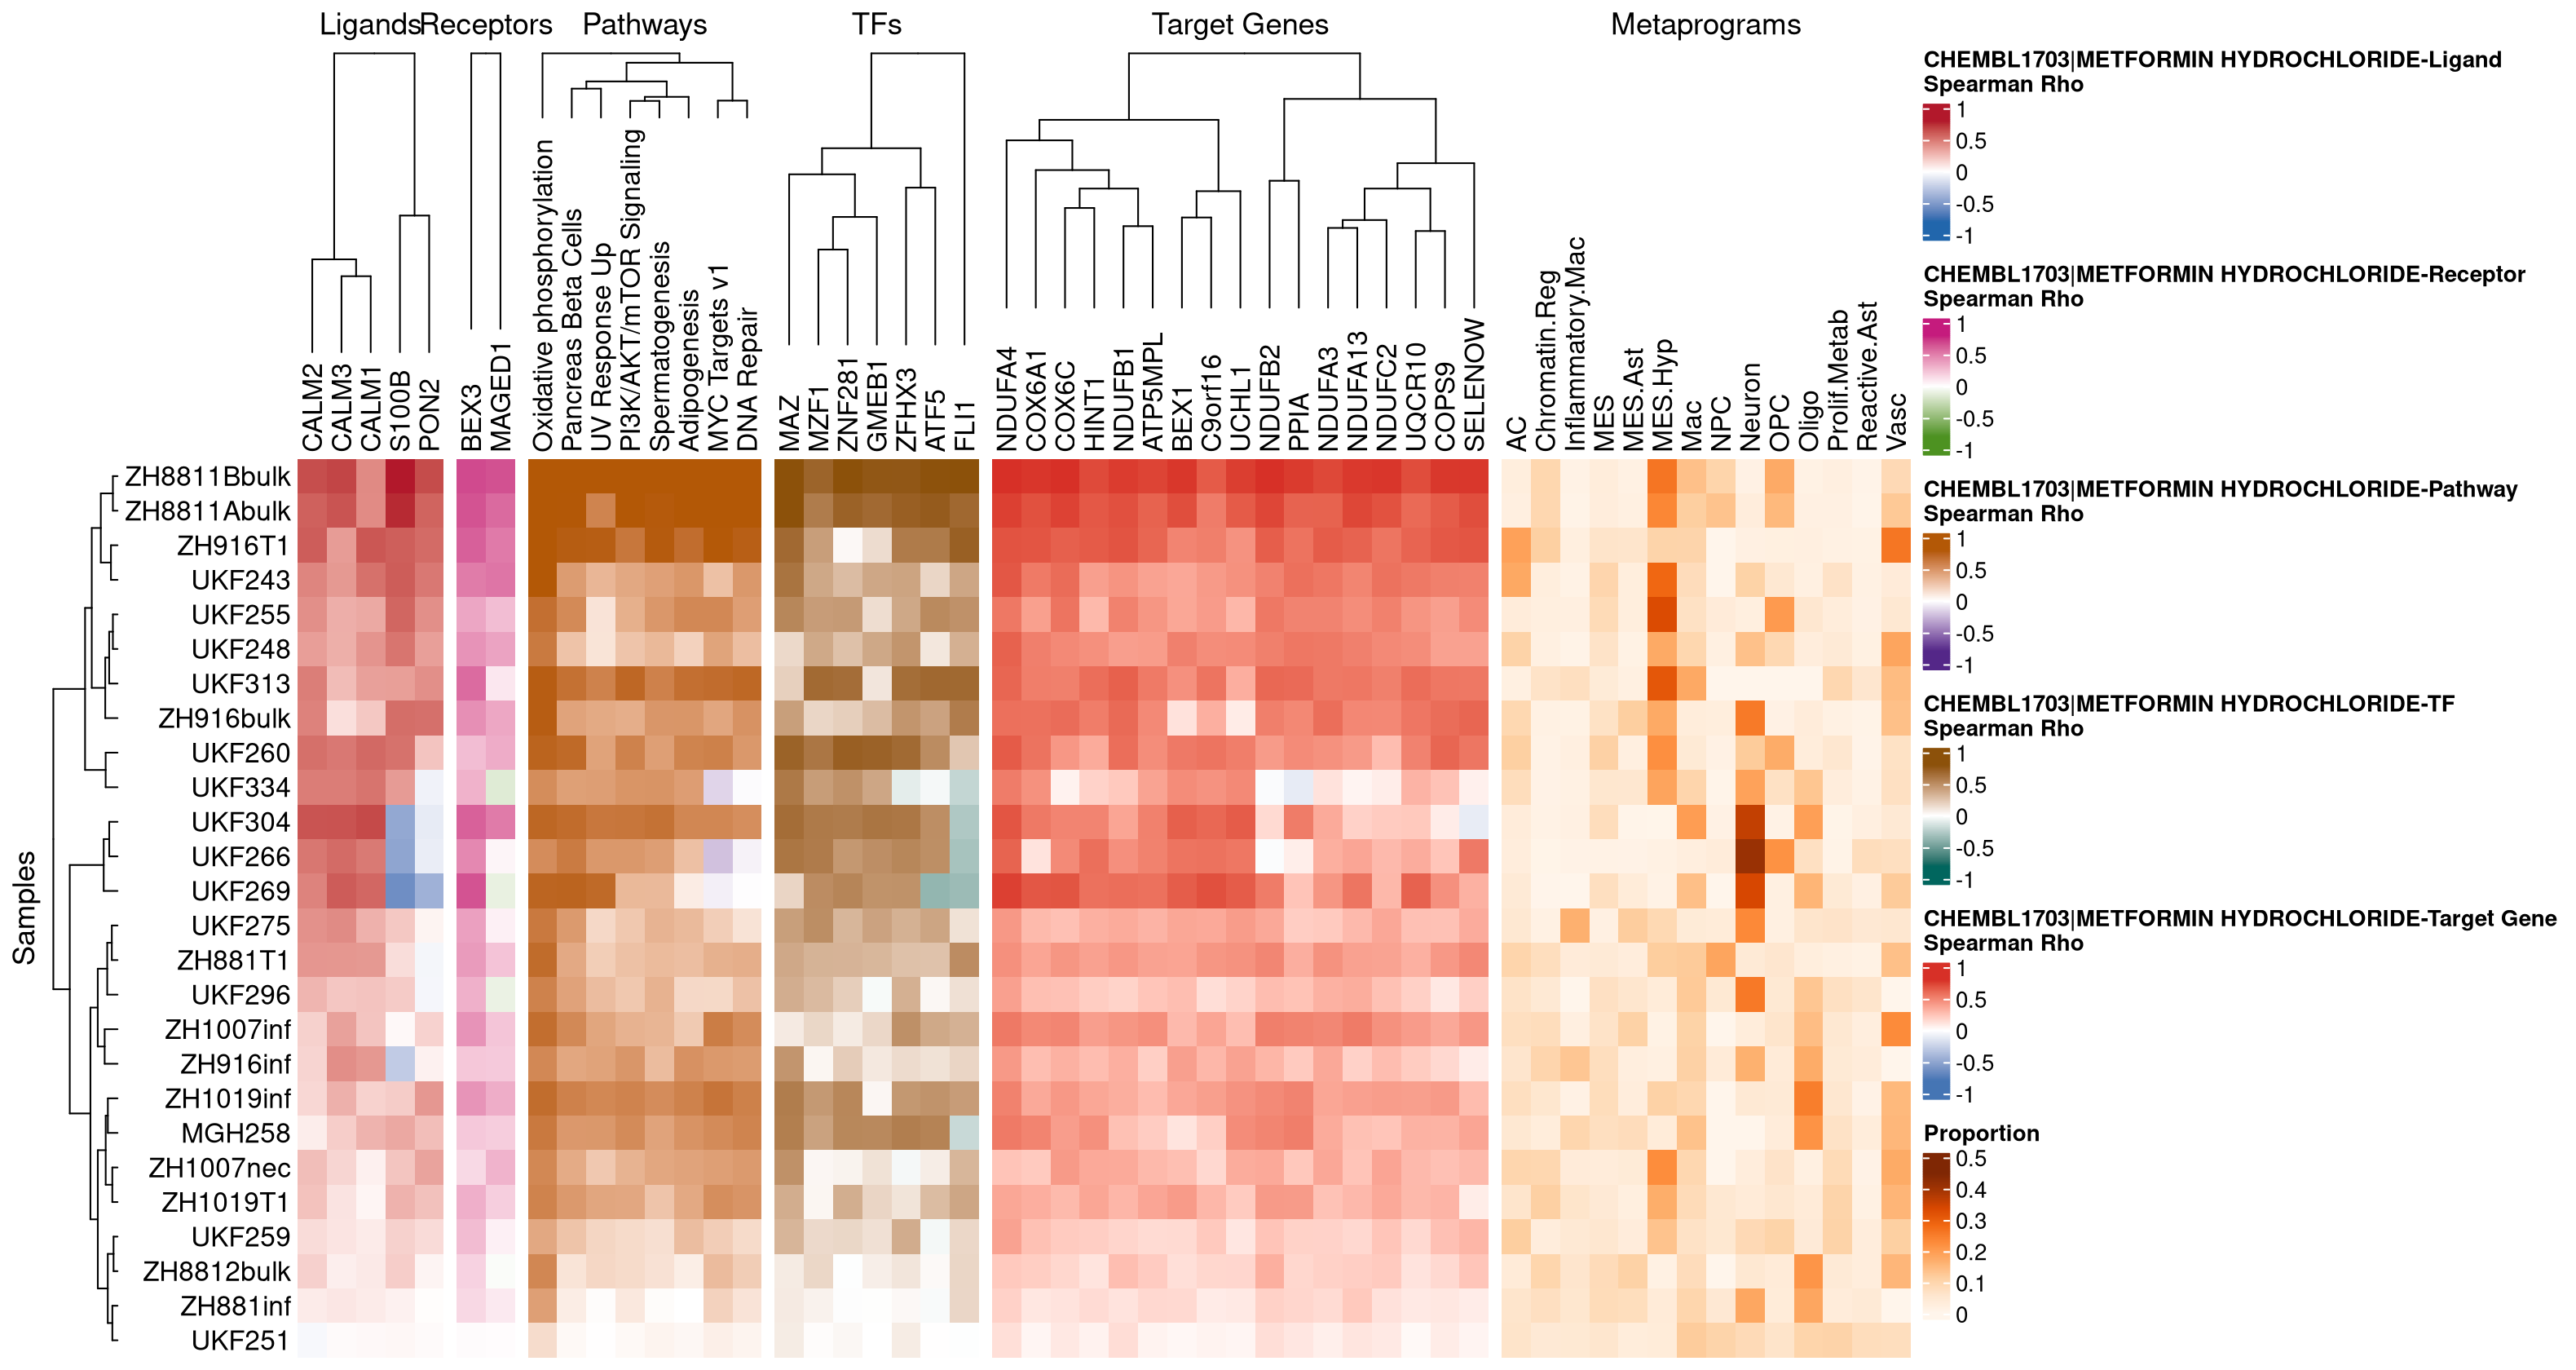 Ligands
Receptors
Pathways
TFs
Target Genes
Metaprograms
CALM2
CALM3
CALM1
S100B
PON2
BEX3
MAGED1
Oxidative phosphorylation
Pancreas Beta Cells
UV Response Up
PI3K/AKT/mTOR Signaling
Spermatogenesis
Adipogenesis
MYC Targets v1
DNA Repair
MAZ
MZF1
ZNF281
GMEB1
ZFHX3
ATF5
FLI1
NDUFA4
COX6A1
COX6C
HINT1
NDUFB1
ATP5MPL
BEX1
C9orf16
UCHL1
NDUFB2
PPIA
NDUFA3
NDUFA13
NDUFC2
UQCR10
COPS9
SELENOW
AC
Chromatin.Reg
Inflammatory.Mac
MES
MES.Ast
MES.Hyp
Mac
NPC
Neuron
OPC
Oligo
Prolif.Metab
Reactive.Ast
Vasc
Samples
ZH8811Bbulk
ZH8811Abulk
ZH916T1
UKF243
UKF255
UKF248
UKF313
ZH916bulk
UKF260
UKF334
UKF304
UKF266
UKF269
UKF275
ZH881T1
UKF296
ZH1007inf
ZH916inf
ZH1019inf
MGH258
ZH1007nec
ZH1019T1
UKF259
ZH8812bulk
ZH881inf
UKF251
CHEMBL1703|METFORMIN HYDROCHLORIDE-Ligand
Spearman Rho
1
0.5
0
-0.5
-1
CHEMBL1703|METFORMIN HYDROCHLORIDE-Receptor
Spearman Rho
1
0.5
0
-0.5
-1
CHEMBL1703|METFORMIN HYDROCHLORIDE-Pathway
Spearman Rho
1
0.5
0
-0.5
-1
CHEMBL1703|METFORMIN HYDROCHLORIDE-TF
Spearman Rho
1
0.5
0
-0.5
-1
CHEMBL1703|METFORMIN HYDROCHLORIDE-Target Gene
Spearman Rho
1
0.5
0
-0.5
-1
Proportion
0.5
0.4
0.3
0.2
0.1
0